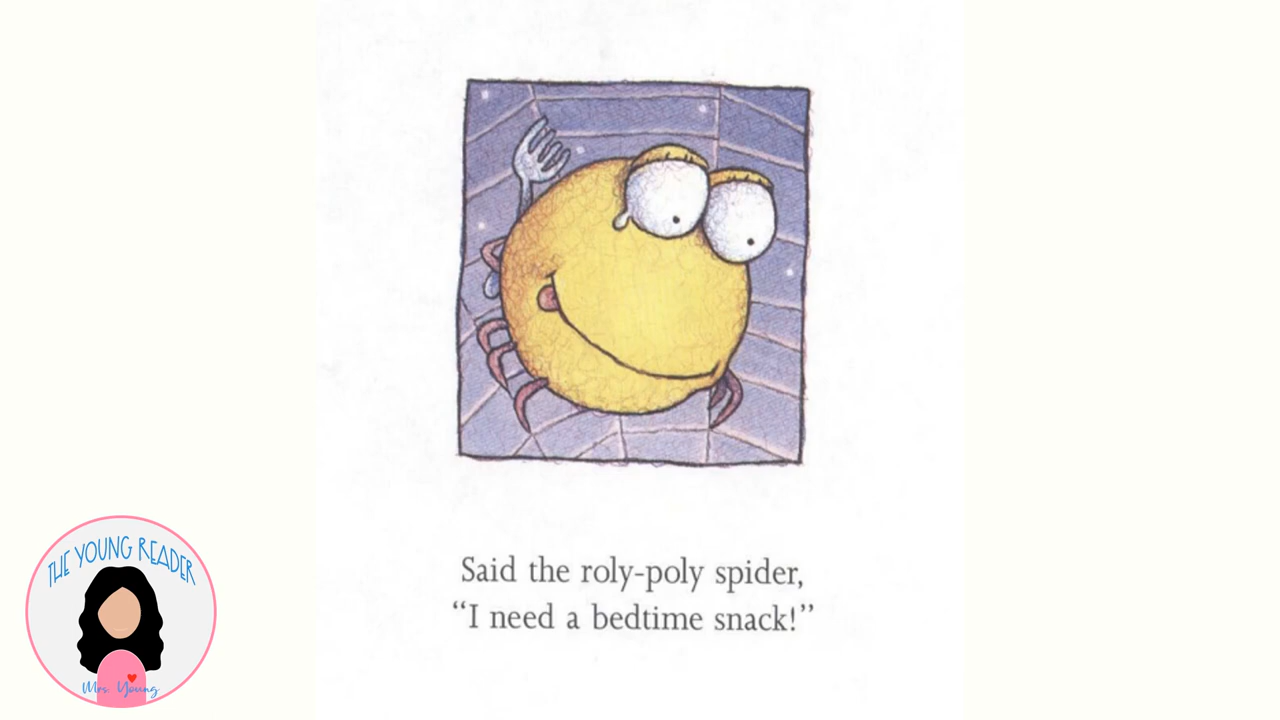 Said the roly-poly spider,
“I need a bedtime snack!”
THE YOUNG READER
Mrs. Young